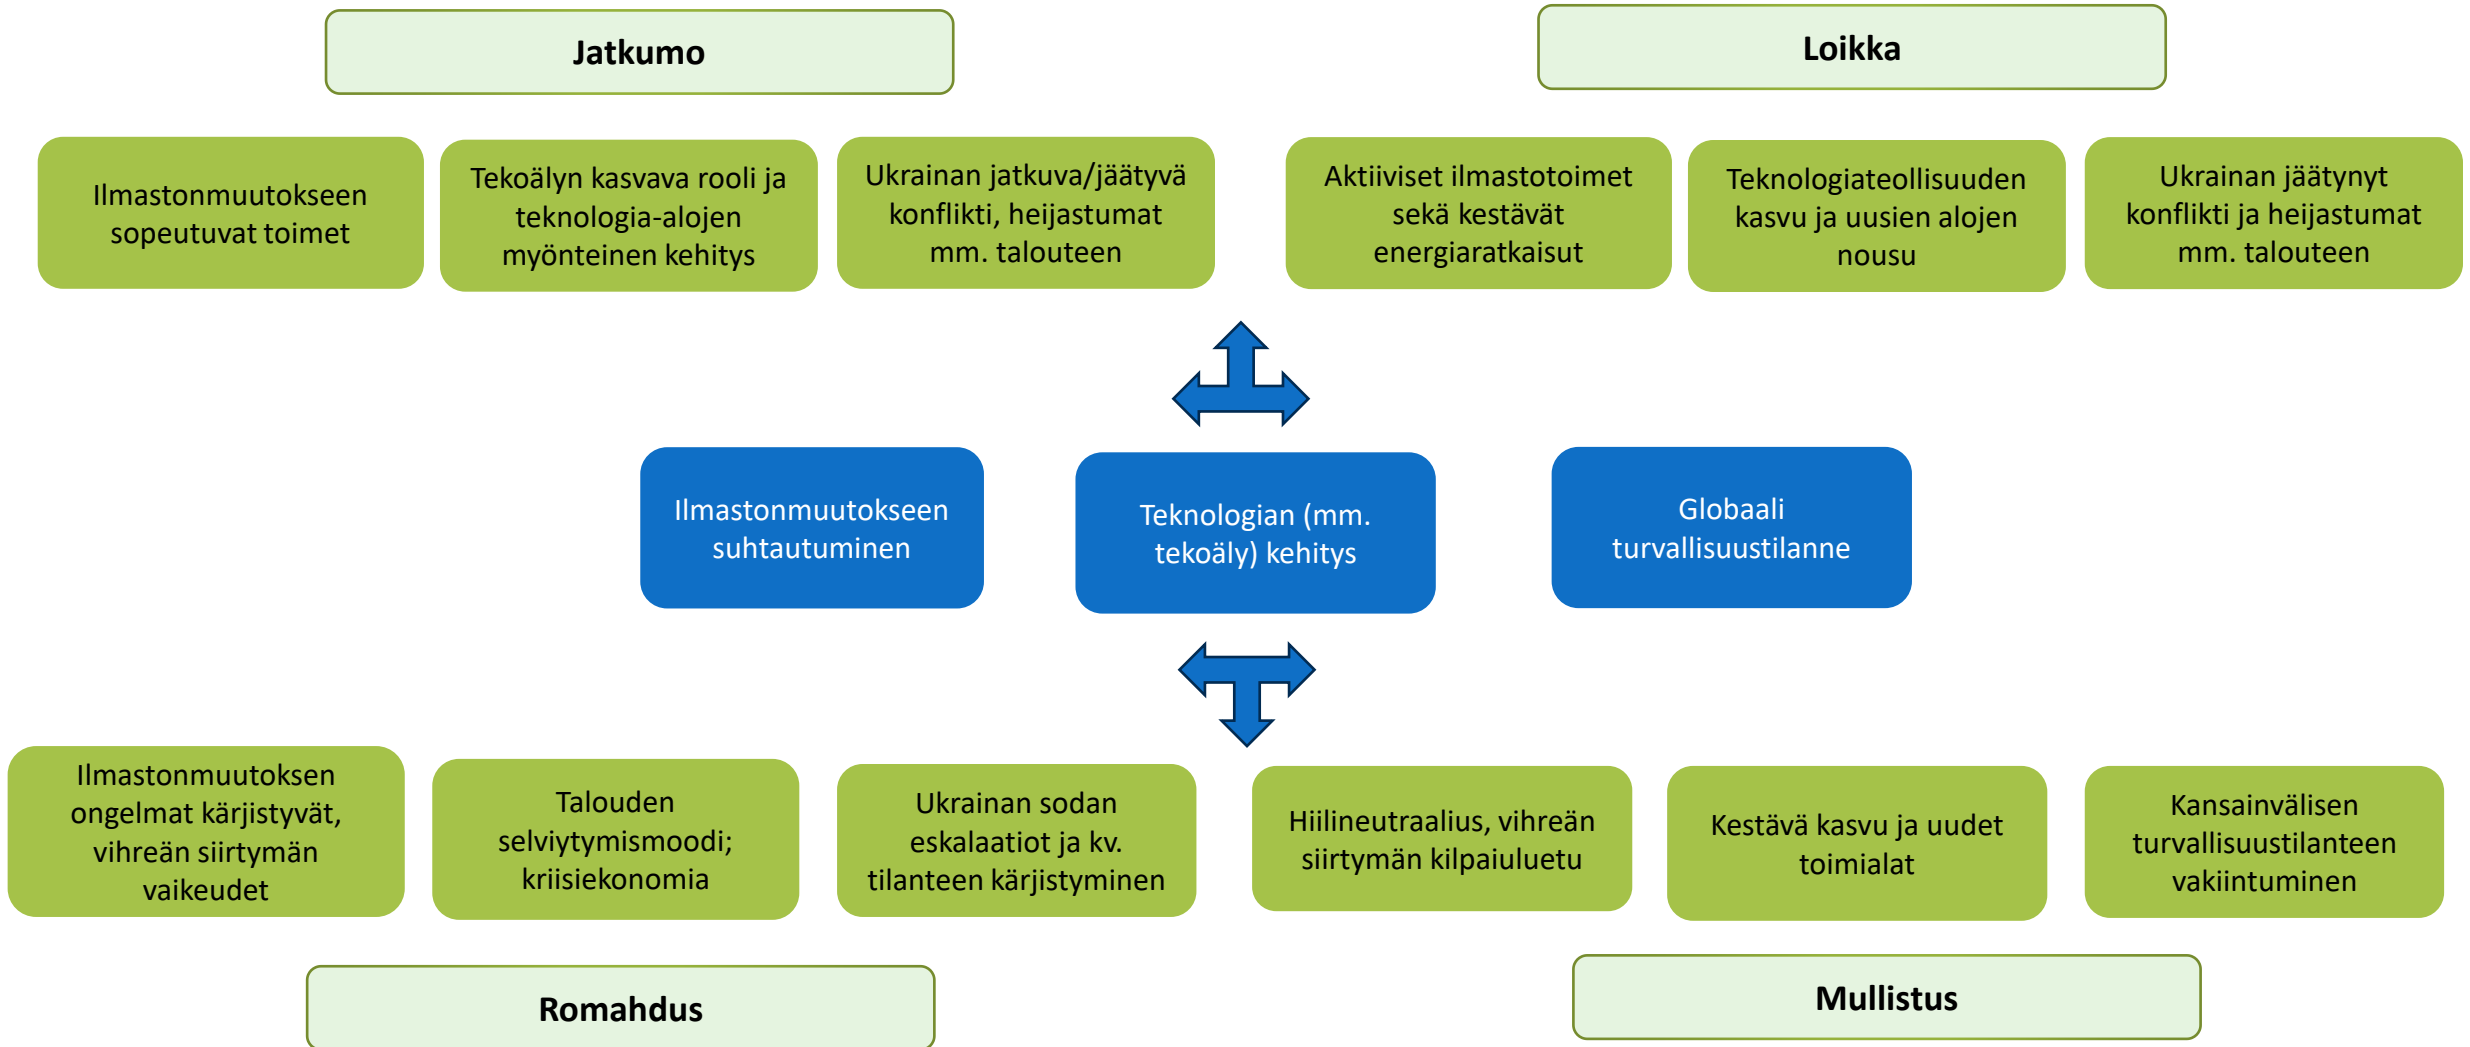 Jatkumo
Loikka
Ilmastonmuutokseen
sopeutuvat toimet
Tekoälyn kasvava rooli ja
teknologia-alojen
myönteinen kehitys
Ukrainan jatkuva/jäätyvä
konflikti, heijastumat
mm. talouteen
Aktiiviset ilmastotoimet
sekä kestävät
energiaratkaisut
Teknologiateollisuuden
kasvu ja uusien alojen
nousu
Ukrainan jäätynyt
konflikti ja heijastumat
mm. talouteen
Ilmastonmuutokseen
suhtautuminen
Teknologian (mm.
tekoäly) kehitys
Globaali
turvallisuustilanne
Ilmastonmuutoksen
ongelmat kärjistyvät,
vihreän siirtymän
vaikeudet
Talouden
selviytymismoodi;
kriisiekonomia
Ukrainan sodan
eskalaatiot ja kv.
tilanteen kärjistyminen
Hiilineutraalius, vihreän
siirtymän kilpaiuluetu
Kestävä kasvu ja uudet
toimialat
Kansainvälisen
turvallisuustilanteen
vakiintuminen
Romahdus
Mullistus